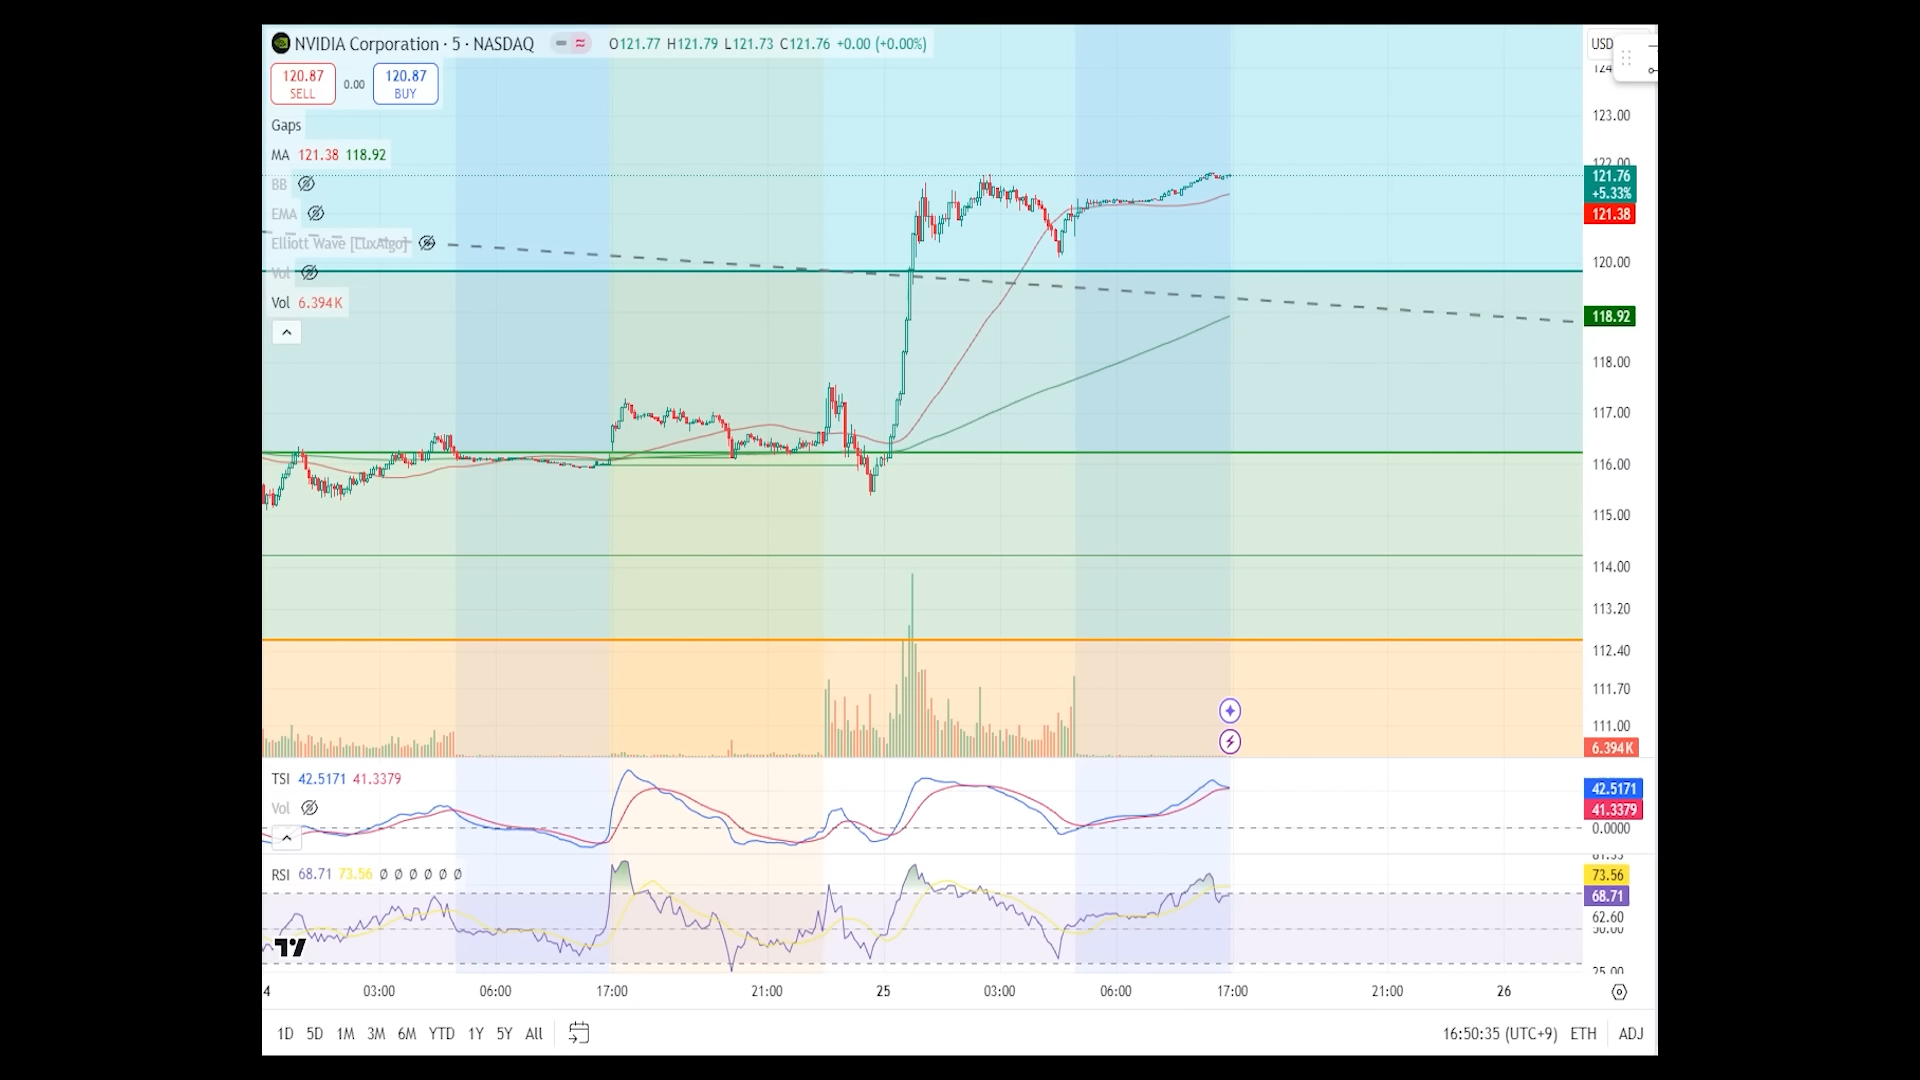 NVIDIA Corporation · 5 · NASDAQ O121.77 H121.79 L121.73 C121.76 +0.00 (+0.00%)
USD
120.87 SELL 0.00 120.87 BUY
Gaps
MA 121.38 118.92
BB
EMA
Elliott Wave [LuxAlgo]
Vol
Vol 6.394K
124
123.00
122.00
121.76
+5.33%
121.38
120.00
118.92
118.00
117.00
116.00
115.00
114.00
113.20
112.40
111.70
111.00
6.394K
TSI 42.5171 41.3379
Vol
42.5171
41.3379
0.0000
RSI 68.71 73.56 Ø Ø Ø Ø Ø Ø
73.56
68.71
62.60
50.00
25.00
4 03:00 06:00 17:00 21:00 25 03:00 06:00 17:00 21:00 26
1D 5D 1M 3M 6M YTD 1Y 5Y All 16:50:35 (UTC+9) ETH ADJ